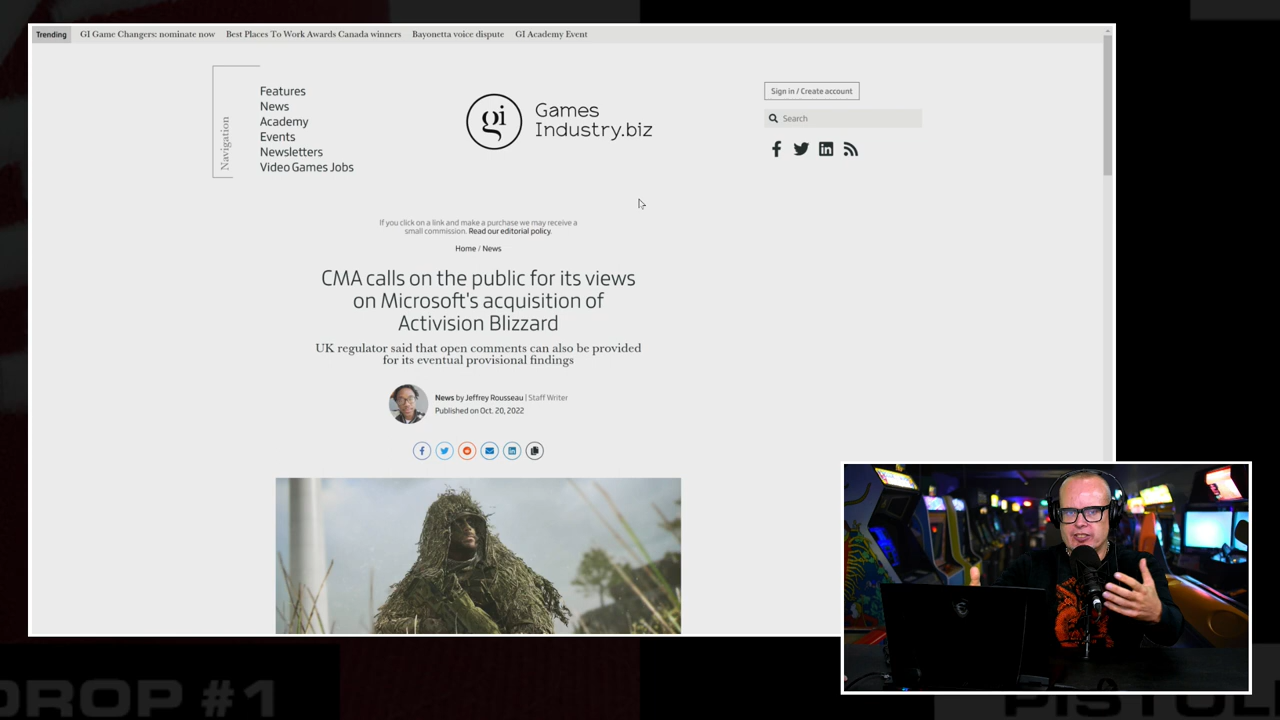 Trending GI Game Changers: nominate now Best Places To Work Awards Canada winners Bayonetta voice dispute GI Academy Event
Navigation
Features
News
Academy
Events
Newsletters
Video Games Jobs
gi
Games
Industry.biz
Sign in / Create account
Search
If you click on a link and make a purchase we may receive a
small commission. Read our editorial policy.
Home / News
CMA calls on the public for its views
on Microsoft's acquisition of
Activision Blizzard
UK regulator said that open comments can also be provided
for its eventual provisional findings
News by Jeffrey Rousseau | Staff Writer
Published on Oct. 20, 2022
DROP #1